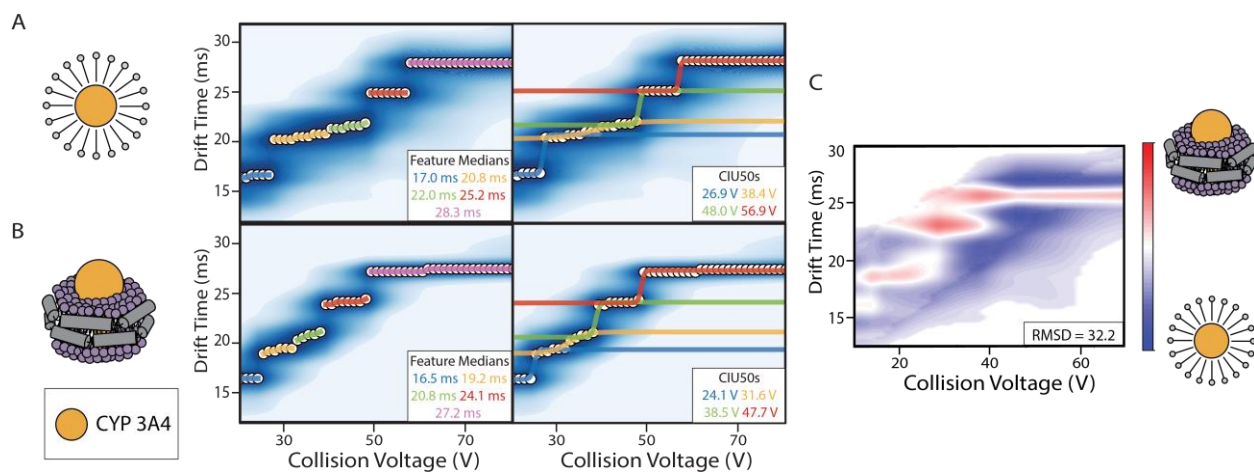 A
Drift Time (ms)
30
25
20
15
Feature Medians
17.0 ms 20.8 ms
22.0 ms 25.2 ms
28.3 ms
CIU50s
26.9 V 38.4 V
48.0 V 56.9 V
B
Drift Time (ms)
30
25
20
15
Feature Medians
16.5 ms 19.2 ms
20.8 ms 24.1 ms
27.2 ms
CIU50s
24.1 V 31.6 V
38.5 V 47.7 V
30 50 70
30 50 70
Collision Voltage (V)
Collision Voltage (V)
CYP 3A4
C
Drift Time (ms)
30
25
20
15
RMSD = 32.2
20 40 60
Collision Voltage (V)